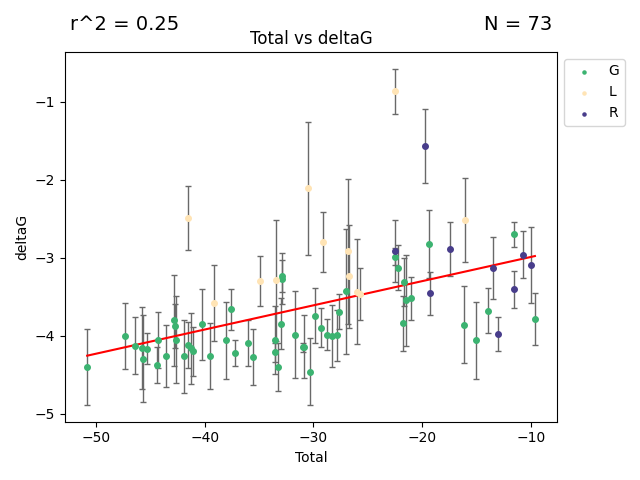 r^2 = 0.25 N = 73
Total vs deltaG
G
L
R
deltaG
−1
−2
−3
−4
−5
−50 −40 −30 −20 −10
Total